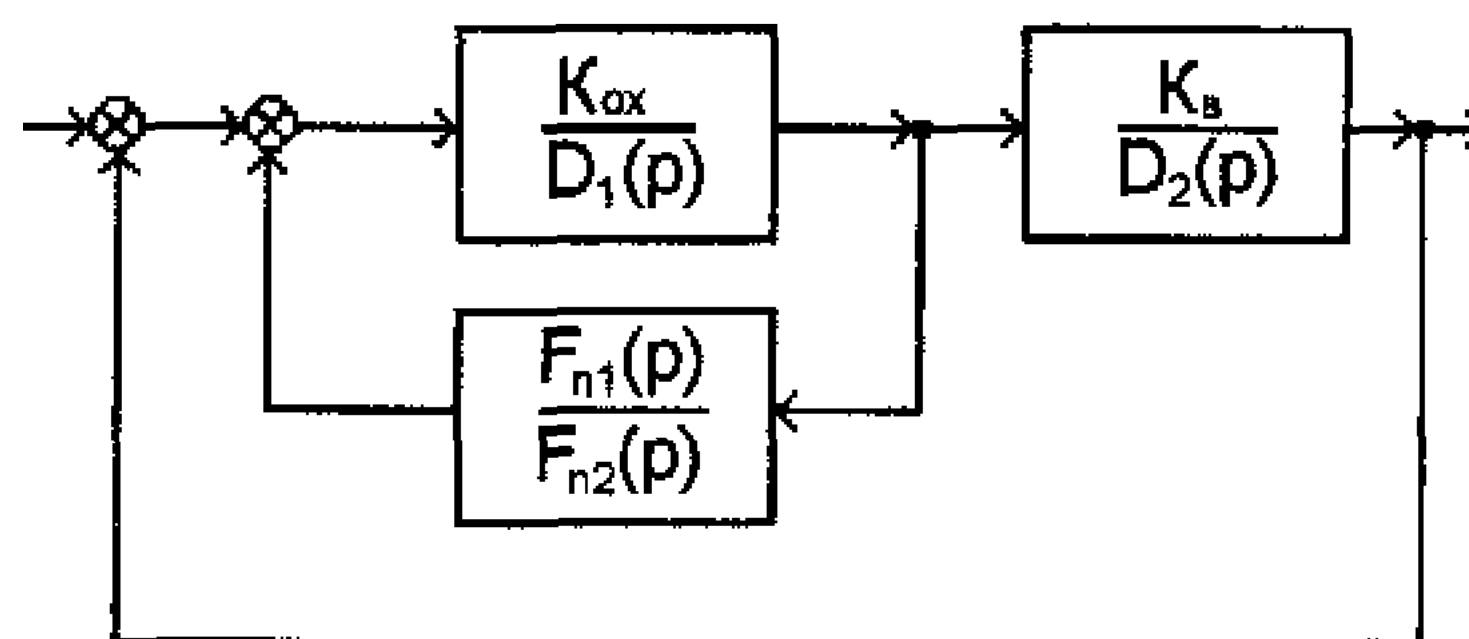 Kox
D1(p)
Kв
D2(p)
Fn1(p)
Fn2(p)